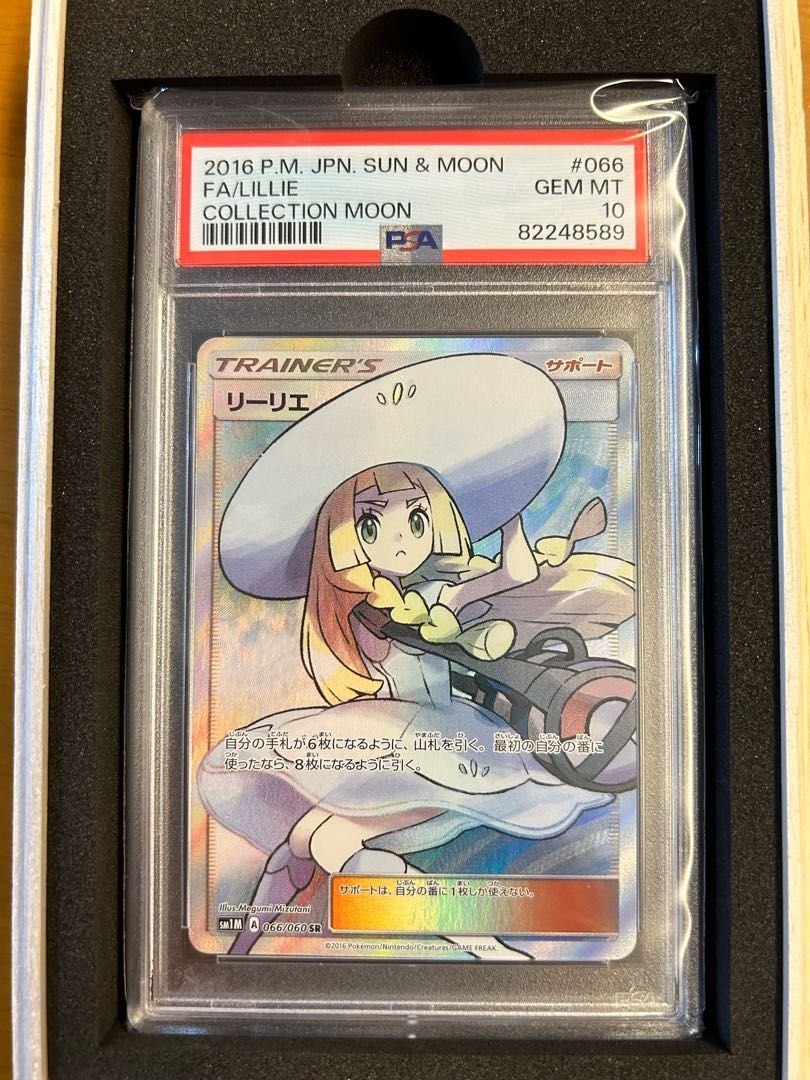 2016 P.M. JPN. SUN & MOON #066
FA/LILLIE GEM MT
COLLECTION MOON 10
PSA 82248589
TRAINER'S サポート
リーリエ
自分の手札が6枚になるように、山札を引く。最初の自分の番に
使ったなら、8枚になるように引く。
サポートは、自分の番に1枚しか使えない。
Illus. Megumi Mizutani
SM1M A 066/060 SR
©2016 Pokémon/Nintendo/Creatures/GAME FREAK.